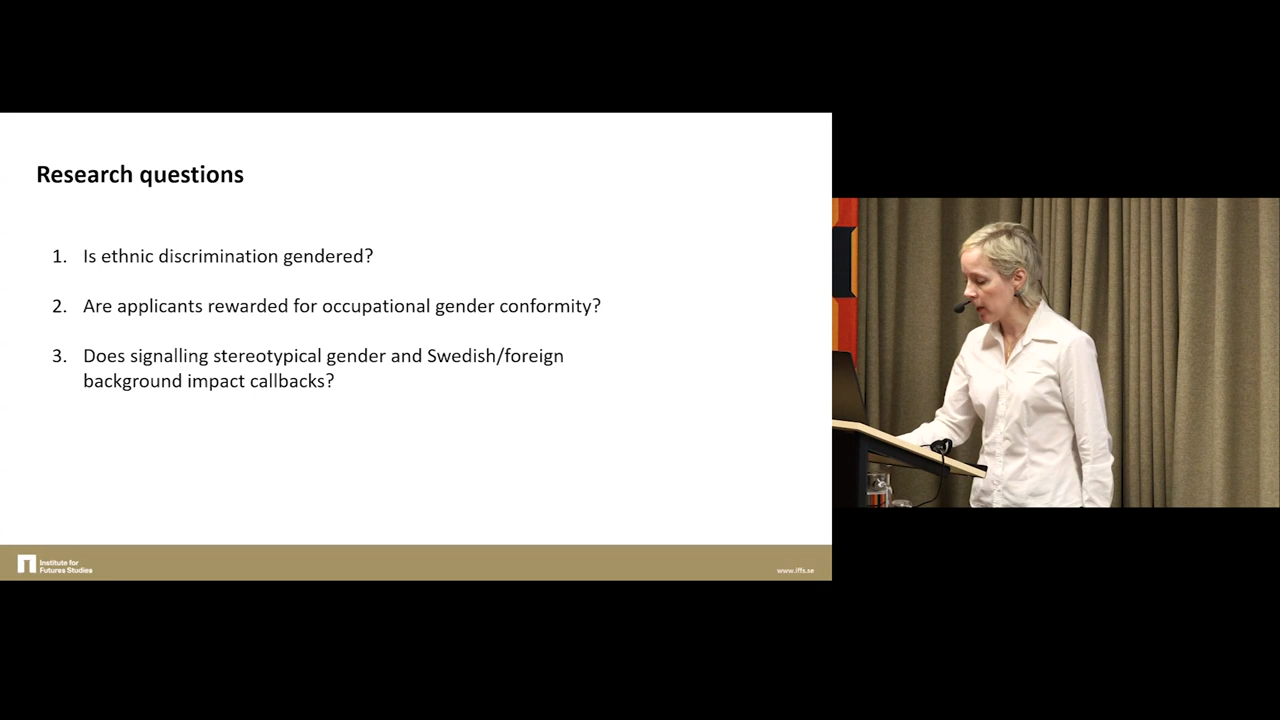 Research questions
1. Is ethnic discrimination gendered?
2. Are applicants rewarded for occupational gender conformity?
3. Does signalling stereotypical gender and Swedish/foreign
background impact callbacks?
Institute for
Futures Studies
www.iffs.se